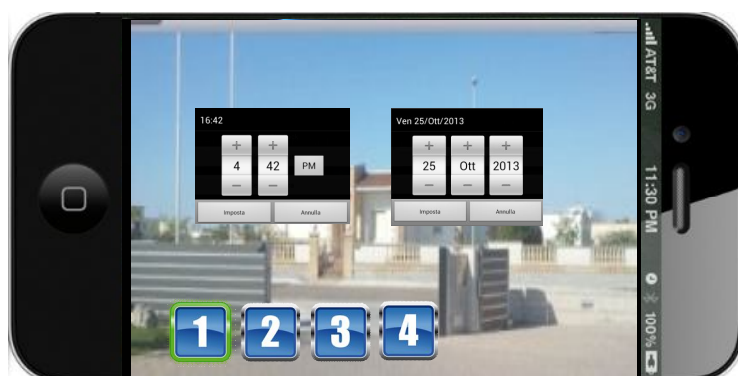 16:42
+ +
4 42 PM
− −
Imposta Annulla
Ven 25/Ott/2013
+ + +
25 Ott 2013
− − −
Imposta Annulla
1 2 3 4
AT&T 3G 11:30 PM 100%